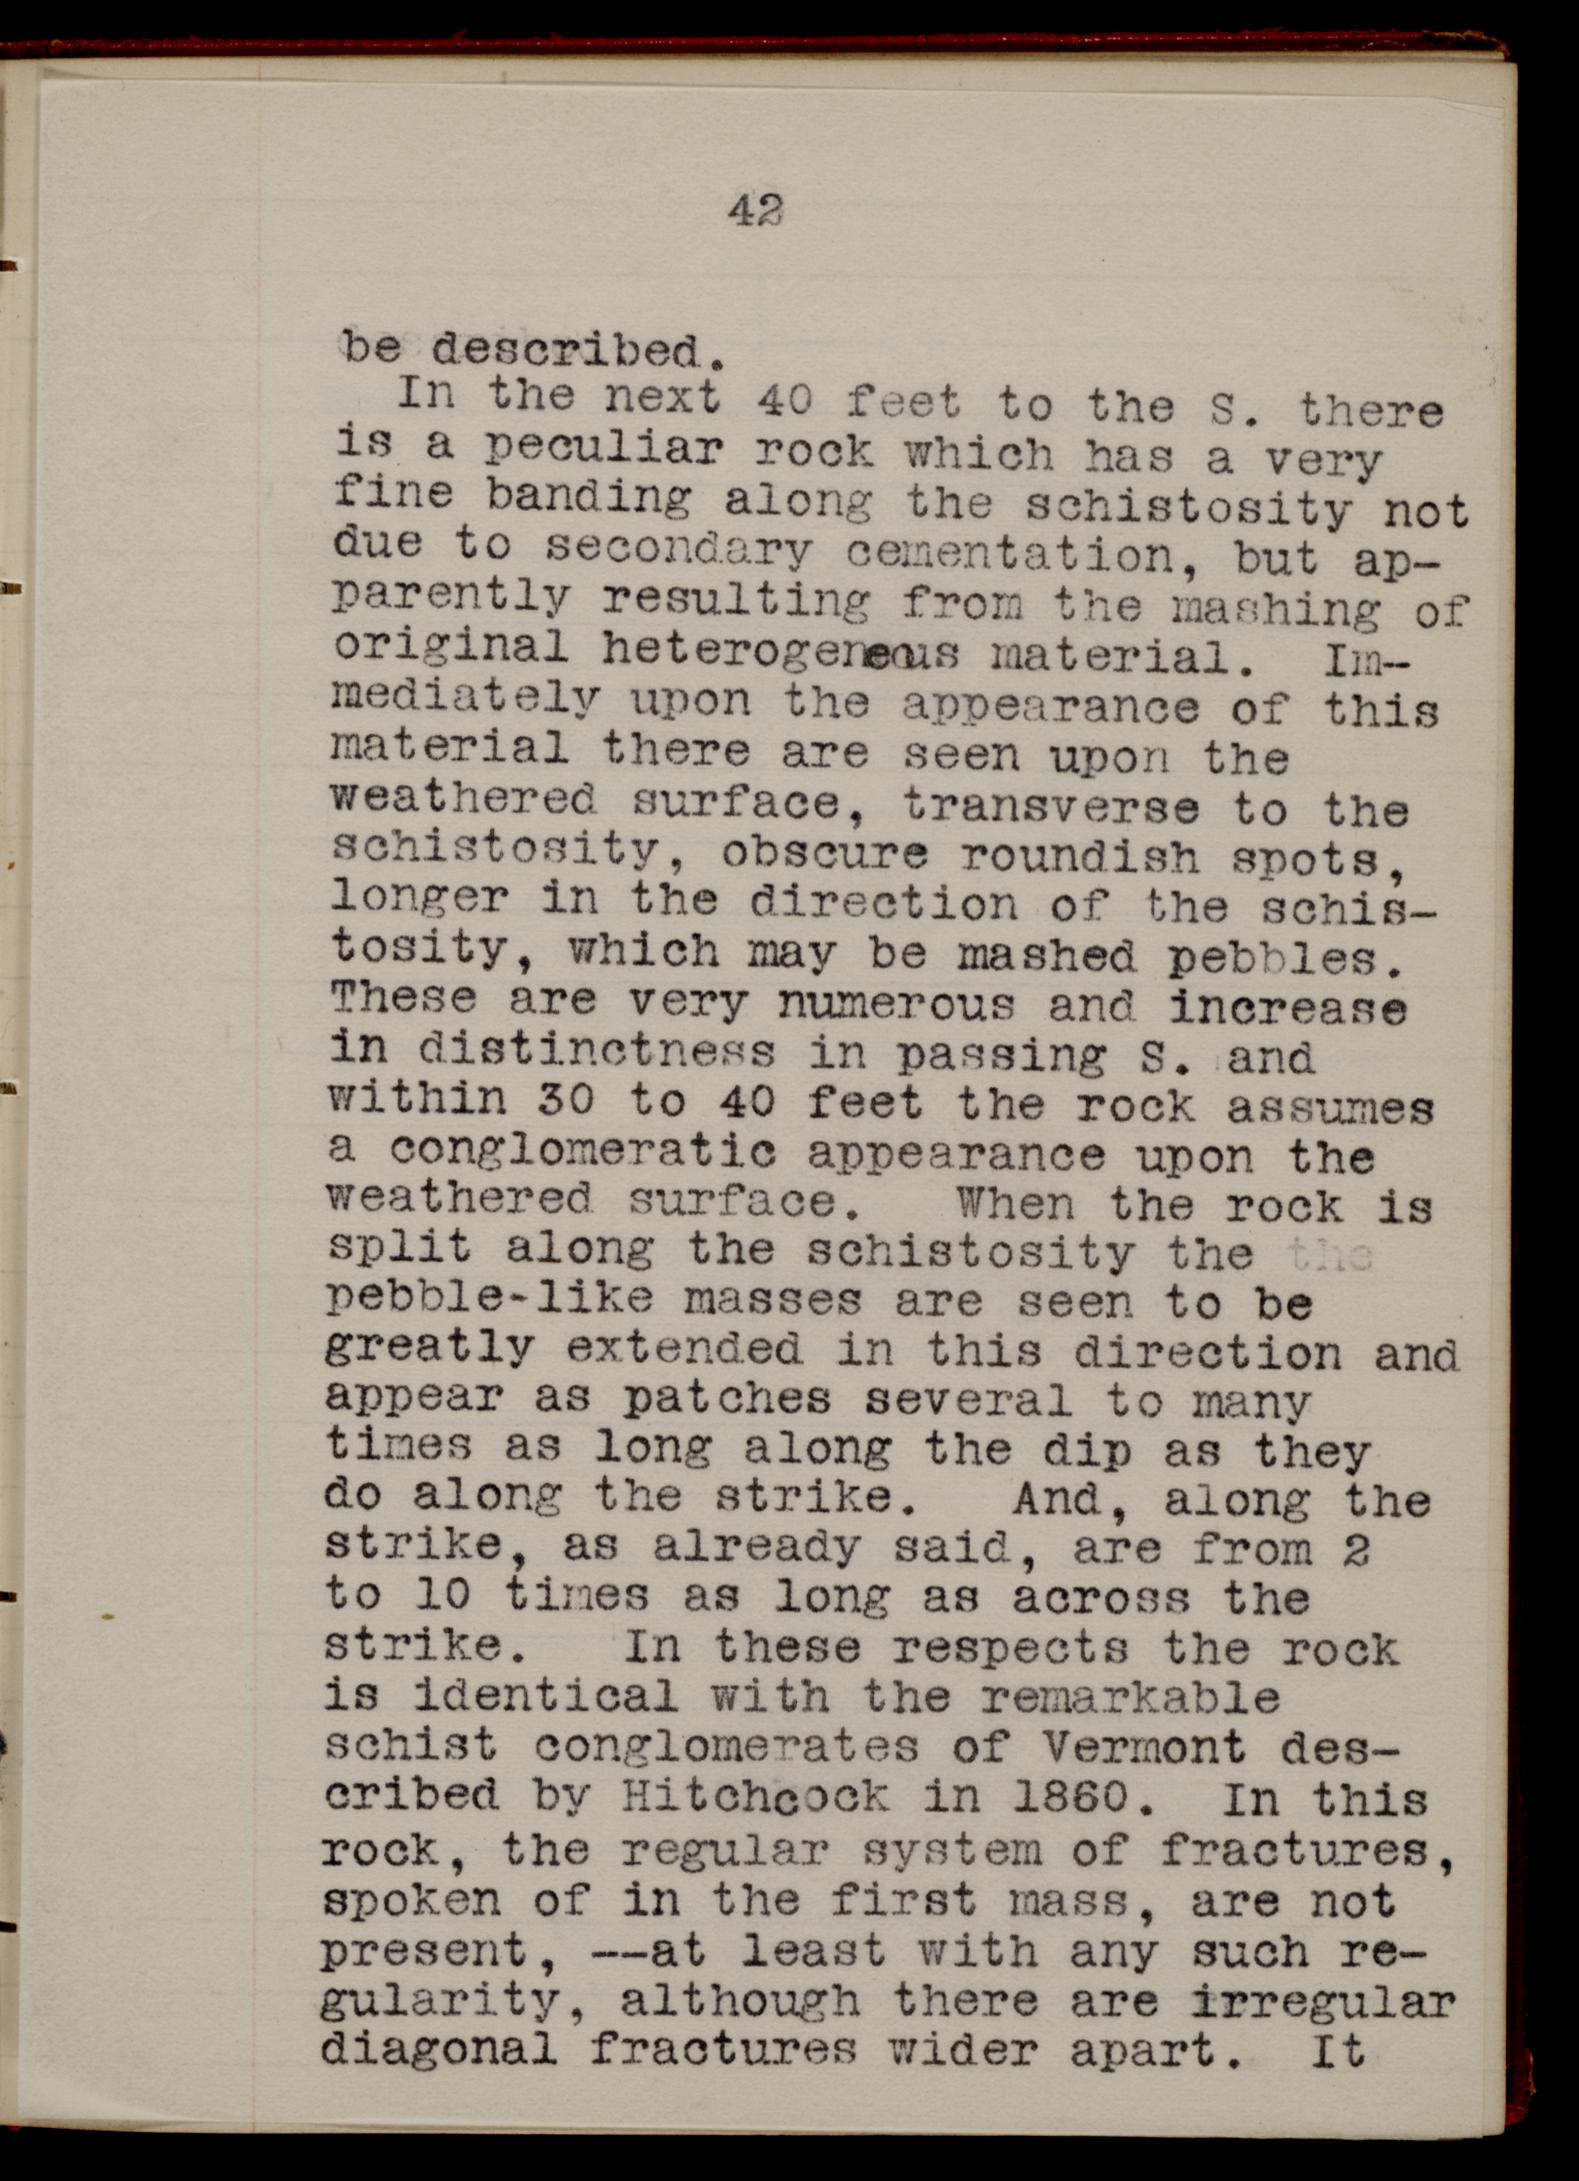 42
be described.
In the next 40 feet to the S. there
is a peculiar rock which has a very
fine banding along the schistosity not
due to secondary cementation, but ap-
parently resulting from the mashing of
original heterogeneous material. Im-
mediately upon the appearance of this
material there are seen upon the
weathered surface, transverse to the
schistosity, obscure roundish spots,
longer in the direction of the schis-
tosity, which may be mashed pebbles.
These are very numerous and increase
in distinctness in passing S. and
within 30 to 40 feet the rock assumes
a conglomeratic appearance upon the
weathered surface. When the rock is
split along the schistosity the the
pebble-like masses are seen to be
greatly extended in this direction and
appear as patches several to many
times as long along the dip as they
do along the strike. And, along the
strike, as already said, are from 2
to 10 times as long as across the
strike. In these respects the rock
is identical with the remarkable
schist conglomerates of Vermont des-
cribed by Hitchcock in 1860. In this
rock, the regular system of fractures,
spoken of in the first mass, are not
present, --at least with any such re-
gularity, although there are irregular
diagonal fractures wider apart. It